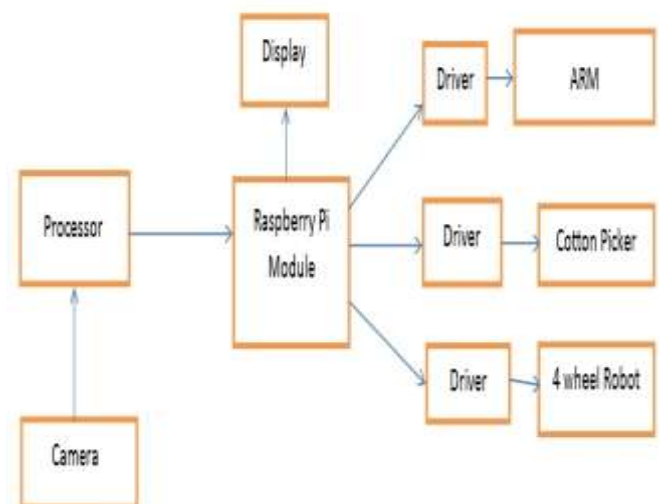 Display
Driver
ARM
Processor
Raspberry Pi
Module
Driver
Cotton Picker
Driver
4 wheel Robot
Camera